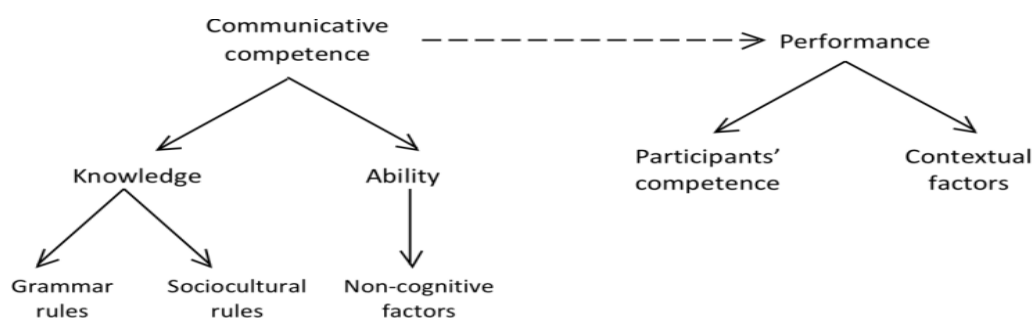 Communicative
competence
Performance
Knowledge
Ability
Participants’
competence
Contextual
factors
Grammar
rules
Sociocultural
rules
Non-cognitive
factors